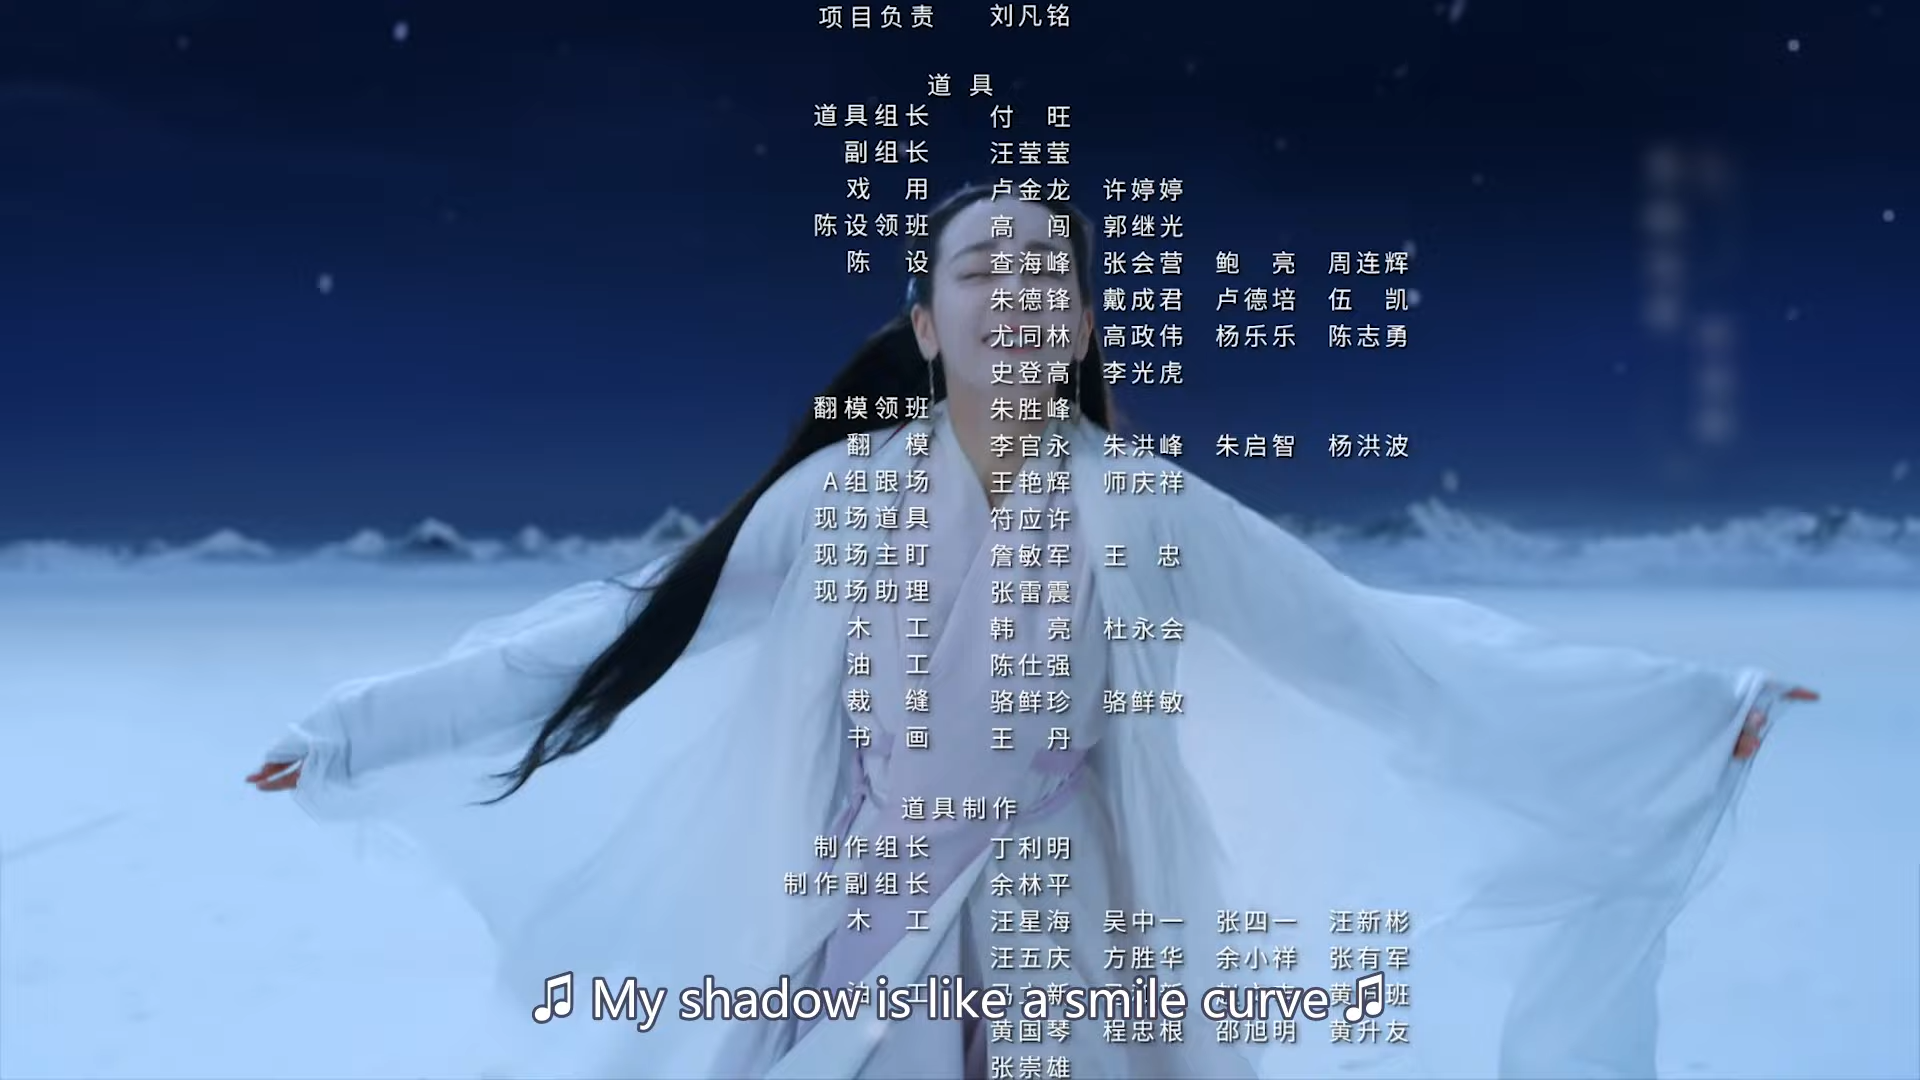 项目负责 刘凡铭
道具
道具组长 付旺
副组长 汪莹莹
戏用 卢金龙 许婷婷
陈设领班 高闯 郭继光
陈设 查海峰 张会营 鲍亮 周连辉
朱德锋 戴成君 卢德培 伍凯
尤同林 高政伟 杨乐乐 陈志勇
史登高 李光虎
翻模领班 朱胜峰
翻模 李官永 朱洪峰 朱启智 杨洪波
A组跟场 王艳辉 师庆祥
现场道具 符应许
现场主盯 詹敏军 王忠
现场助理 张雷震
木工 韩亮 杜永会
油工 陈仕强
裁缝 骆鲜珍 骆鲜敏
书画 王丹
道具制作
制作组长 丁利明
制作副组长 余林平
木工 汪星海 吴中一 张四一 汪新彬
汪五庆 方胜华 余小祥 张有军
油工
♫ My shadow is like a smile curve ♫
黄国琴 程忠根 邵旭明 黄升友
张崇雄